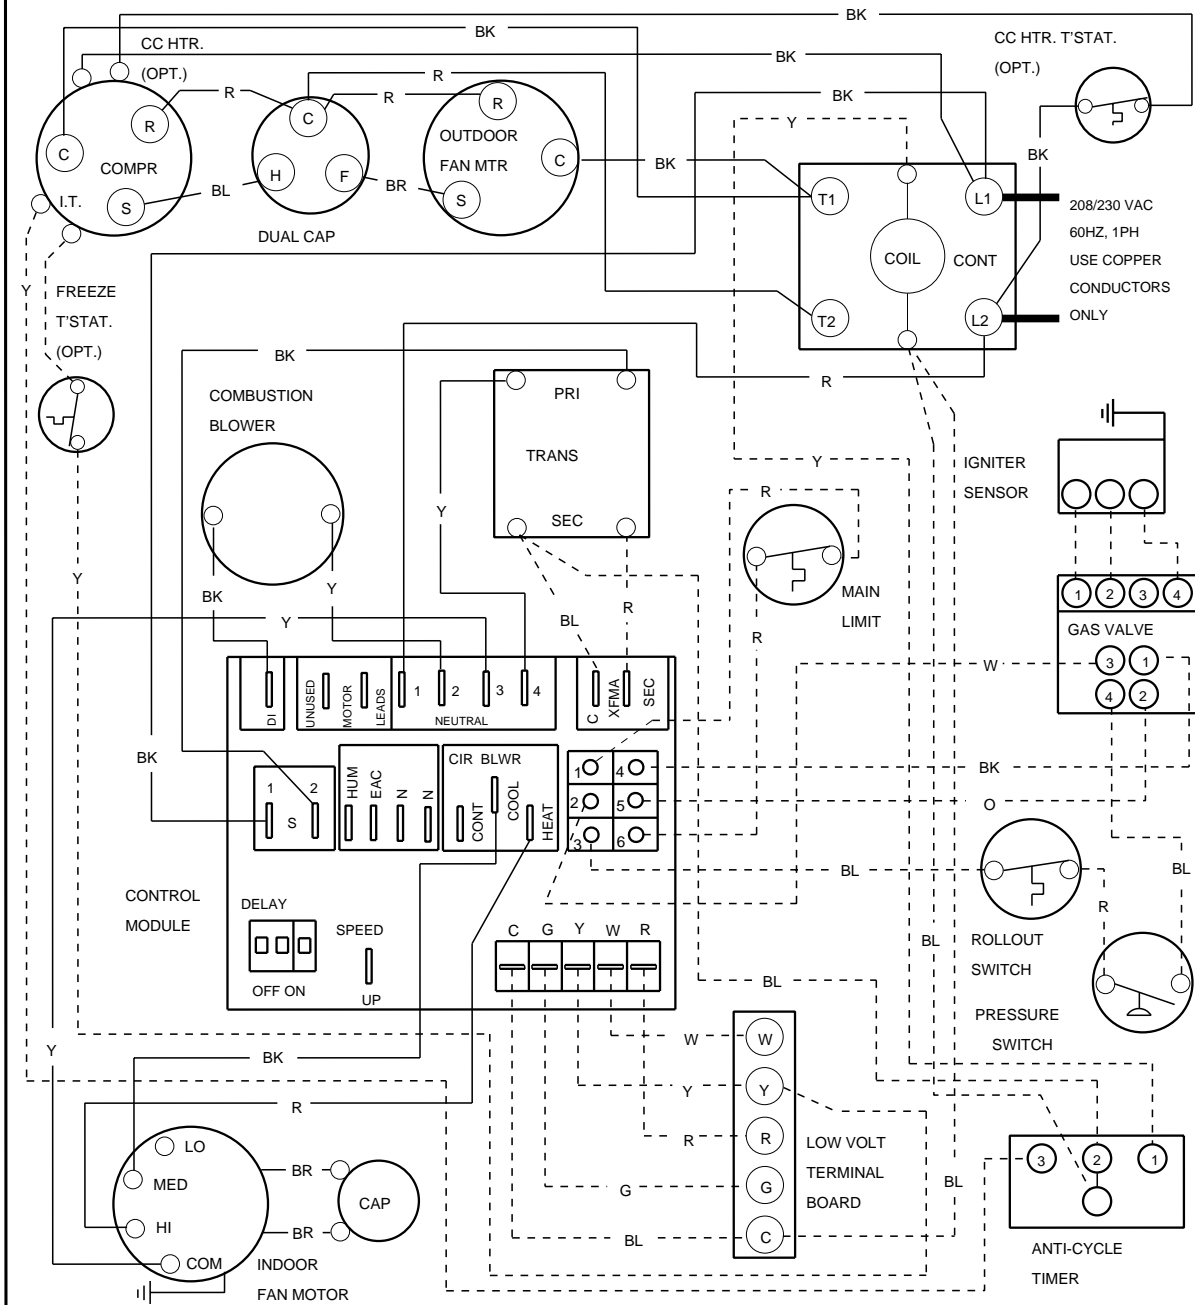 BK
BK
CC HTR.
(OPT.)
CC HTR. T'STAT.
(OPT.)
BK
R
R
R
BK
Y
R
C
R
OUTDOOR
FAN MTR
C
C
COMPR
H
F
BL
BR
S
S
I.T.
BK
BK
T1
L1
208/230 VAC
60HZ, 1PH
USE COPPER
CONDUCTORS
ONLY
DUAL CAP
COIL
CONT
Y
FREEZE
T'STAT.
(OPT.)
T2
L2
BK
R
COMBUSTION
BLOWER
PRI
TRANS
SEC
Y
Y
R
IGNITER
SENSOR
Y
BK
Y
BL
R
MAIN
LIMIT
R
1
2
3
4
GAS VALVE
3
1
4
2
Y
W
DI
UNUSED
MOTOR
LEADS
1
2
3
4
NEUTRAL
C
XFMA
SEC
BK
1
2
S
HUM
EAC
N
N
CIR BLWR
CONT
COOL
HEAT
1
4
2
5
3
6
BK
O
BL
BL
R
ROLLOUT
SWITCH
CONTROL
MODULE
DELAY
OFF ON
SPEED
UP
C
G
Y
W
R
BL
BL
PRESSURE
SWITCH
Y
BK
R
W
W
Y
Y
R
R
G
G
BL
C
LOW VOLT
TERMINAL
BOARD
BL
3
2
1
ANTI-CYCLE
TIMER
LO
MED
HI
COM
BR
BR
CAP
INDOOR
FAN MOTOR